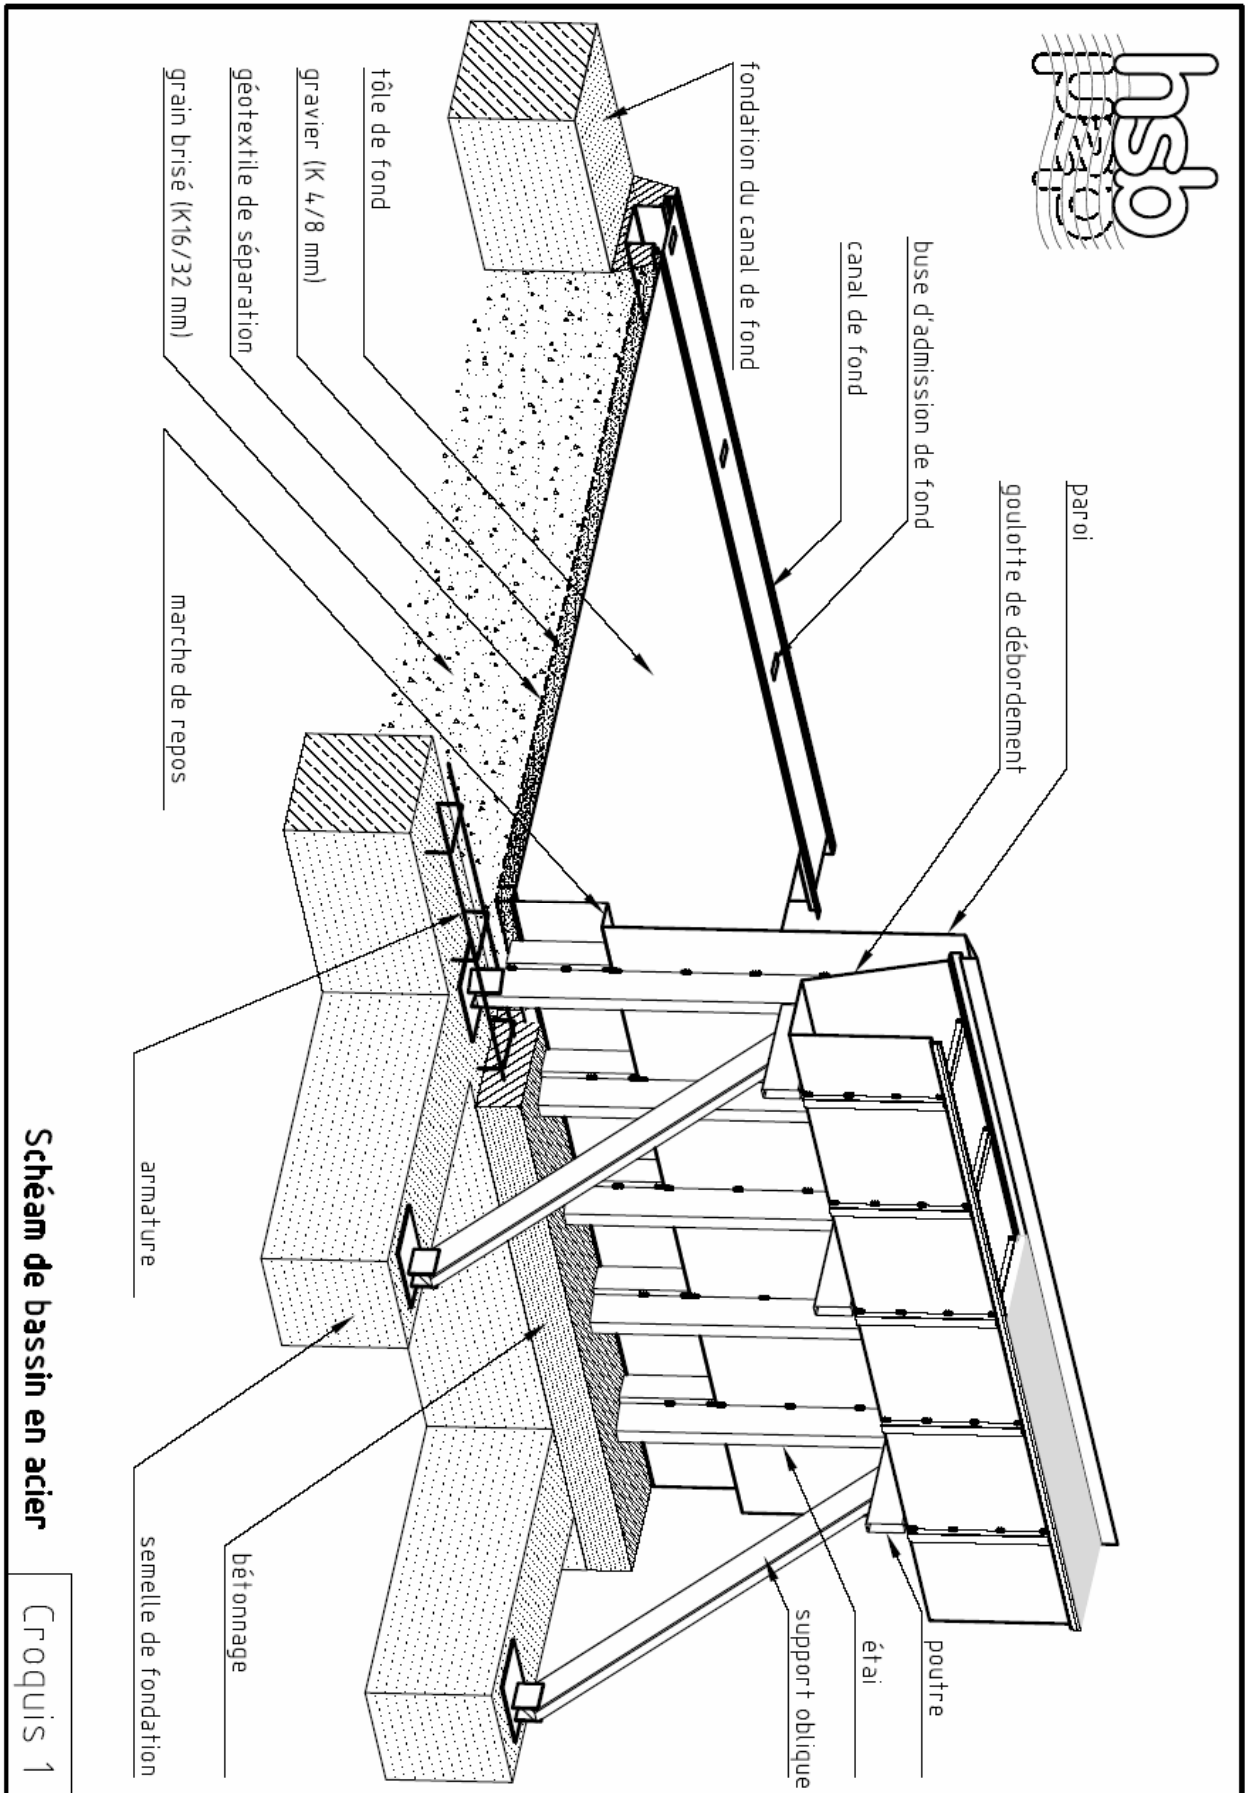 hsb
paroi
goulotte de débordement
buse d'admission de fond
canal de fond
fondation du canal de fond
tôle de fond
gravier (K 4/8 mm)
géotextile de séparation
grain brisé (K16/32 mm)
marche de repos
armature
poutre
étai
support oblique
bétonnage
semelle de fondation
Schéam de bassin en acier
Croquis 1